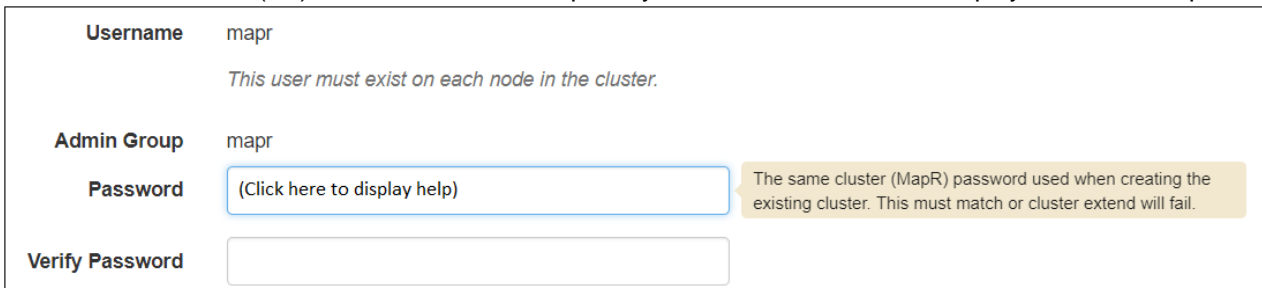 Username mapr
This user must exist on each node in the cluster.
Admin Group mapr
Password (Click here to display help) The same cluster (MapR) password used when creating the
existing cluster. This must match or cluster extend will fail.
Verify Password